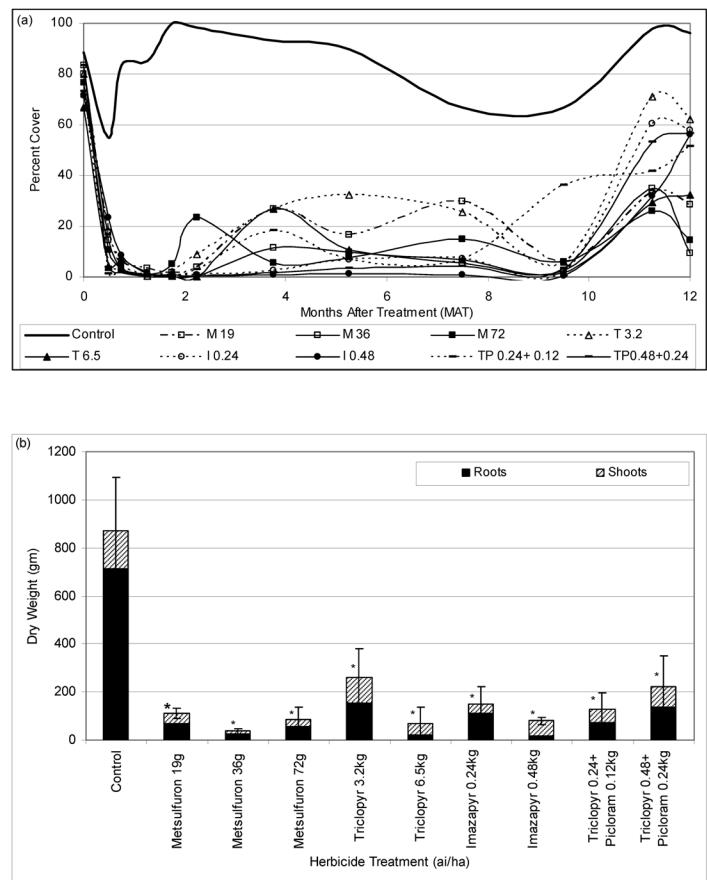 (a)
100
80
60
40
20
0
Percent Cover
0 2 4 6 8 10 12
Months After Treatment (MAT)
Control M 19 M 36 M 72 T 3.2
T 6.5 I 0.24 I 0.48 TP 0.24+ 0.12 TP0.48+0.24
(b)
1200
1000
800
600
400
200
0
Dry Weight (gm)
Roots Shoots
* * * * * * * * *
Control
Metsulfuron 19g
Metsulfuron 36g
Metsulfuron 72g
Triclopyr 3.2kg
Triclopyr 6.5kg
Imazapyr 0.24kg
Imazapyr 0.48kg
Triclopyr 0.24+
Picloram 0.12kg
Triclopyr 0.48+
Picloram 0.24kg
Herbicide Treatment (ai/ha)